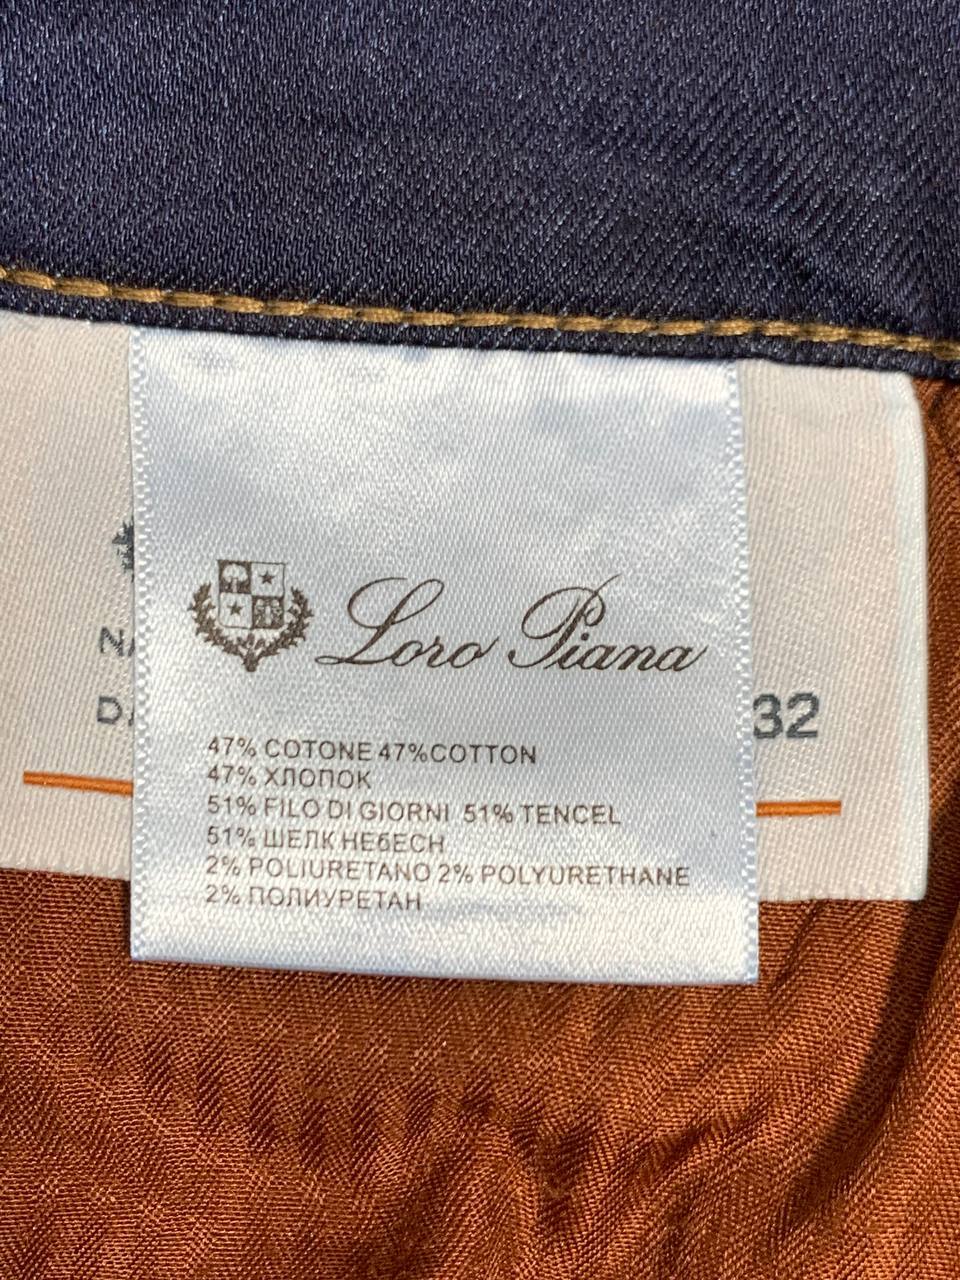 Loro Piana
47% COTONE 47%COTTON
47% ХЛОПОК
51% FILO DI GIORNI 51% TENCEL
51% ШЕЛК НЕбЕСН
2% POLIURETANO 2% POLYURETHANE
2% ПОЛИУРЕТАН
32